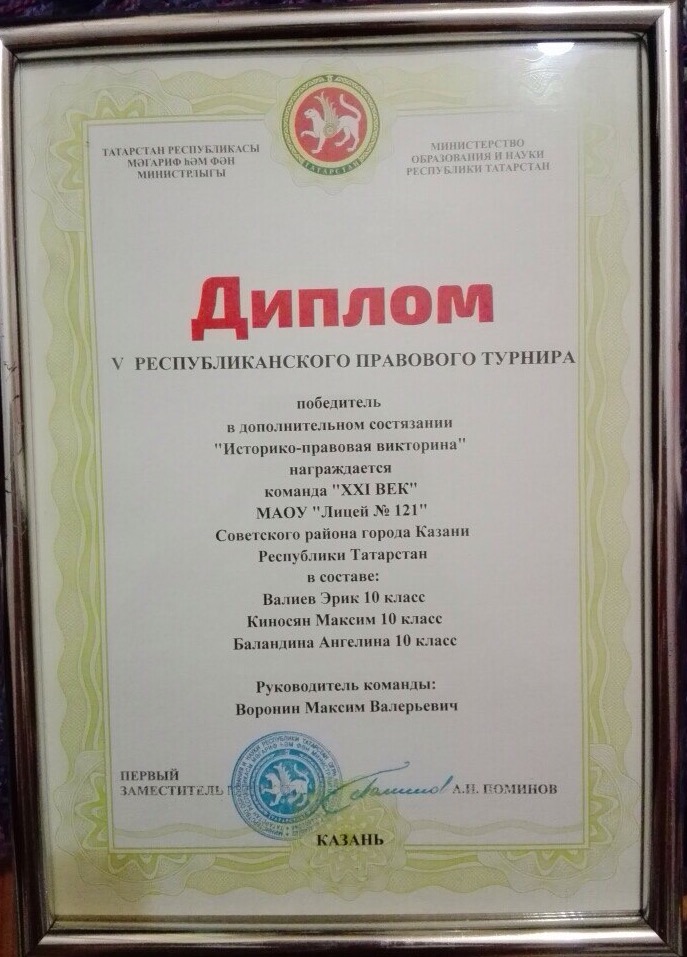 ТАТАРСТАН РЕСПУБЛИКАСЫ
МӘГАРИФ ҺӘМ ФӘН
МИНИСТРЛЫГЫ
ТАТАРСТАН
МИНИСТЕРСТВО
ОБРАЗОВАНИЯ И НАУКИ
РЕСПУБЛИКИ ТАТАРСТАН
Диплом
V РЕСПУБЛИКАНСКОГО ПРАВОВОГО ТУРНИРА
победитель
в дополнительном состязании
"Историко-правовая викторина"
награждается
команда "XXI ВЕК"
МАОУ "Лицей № 121"
Советского района города Казани
Республики Татарстан
в составе:
Валиев Эрик 10 класс
Киносян Максим 10 класс
Баландина Ангелина 10 класс
Руководитель команды:
Воронин Максим Валерьевич
ПЕРВЫЙ
ЗАМЕСТИТЕЛЬ
А.И. ПОМИНОВ
КАЗАНЬ